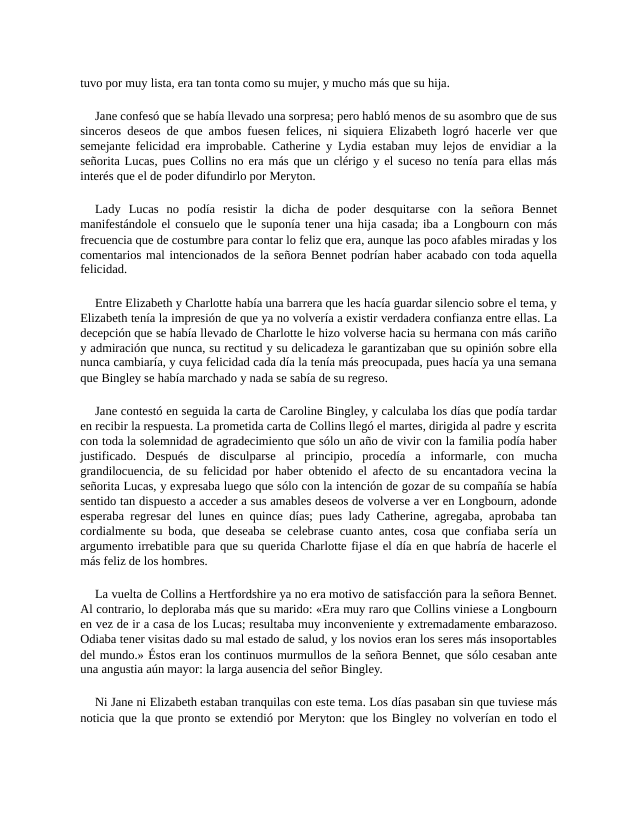 tuvo por muy lista, era tan tonta como su mujer, y mucho más que su hija.
Jane confesó que se había llevado una sorpresa; pero habló menos de su asombro que de sus
sinceros deseos de que ambos fuesen felices, ni siquiera Elizabeth logró hacerle ver que
semejante felicidad era improbable. Catherine y Lydia estaban muy lejos de envidiar a la
señorita Lucas, pues Collins no era más que un clérigo y el suceso no tenía para ellas más
interés que el de poder difundirlo por Meryton.
Lady Lucas no podía resistir la dicha de poder desquitarse con la señora Bennet
manifestándole el consuelo que le suponía tener una hija casada; iba a Longbourn con más
frecuencia que de costumbre para contar lo feliz que era, aunque las poco afables miradas y los
comentarios mal intencionados de la señora Bennet podrían haber acabado con toda aquella
felicidad.
Entre Elizabeth y Charlotte había una barrera que les hacía guardar silencio sobre el tema, y
Elizabeth tenía la impresión de que ya no volvería a existir verdadera confianza entre ellas. La
decepción que se había llevado de Charlotte le hizo volverse hacia su hermana con más cariño
y admiración que nunca, su rectitud y su delicadeza le garantizaban que su opinión sobre ella
nunca cambiaría, y cuya felicidad cada día la tenía más preocupada, pues hacía ya una semana
que Bingley se había marchado y nada se sabía de su regreso.
Jane contestó en seguida la carta de Caroline Bingley, y calculaba los días que podía tardar
en recibir la respuesta. La prometida carta de Collins llegó el martes, dirigida al padre y escrita
con toda la solemnidad de agradecimiento que sólo un año de vivir con la familia podía haber
justificado. Después de disculparse al principio, procedía a informarle, con mucha
grandilocuencia, de su felicidad por haber obtenido el afecto de su encantadora vecina la
señorita Lucas, y expresaba luego que sólo con la intención de gozar de su compañía se había
sentido tan dispuesto a acceder a sus amables deseos de volverse a ver en Longbourn, adonde
esperaba regresar del lunes en quince días; pues lady Catherine, agregaba, aprobaba tan
cordialmente su boda, que deseaba se celebrase cuanto antes, cosa que confiaba sería un
argumento irrebatible para que su querida Charlotte fijase el día en que habría de hacerle el
más feliz de los hombres.
La vuelta de Collins a Hertfordshire ya no era motivo de satisfacción para la señora Bennet.
Al contrario, lo deploraba más que su marido: «Era muy raro que Collins viniese a Longbourn
en vez de ir a casa de los Lucas; resultaba muy inconveniente y extremadamente embarazoso.
Odiaba tener visitas dado su mal estado de salud, y los novios eran los seres más insoportables
del mundo.» Éstos eran los continuos murmullos de la señora Bennet, que sólo cesaban ante
una angustia aún mayor: la larga ausencia del señor Bingley.
Ni Jane ni Elizabeth estaban tranquilas con este tema. Los días pasaban sin que tuviese más
noticia que la que pronto se extendió por Meryton: que los Bingley no volverían en todo el